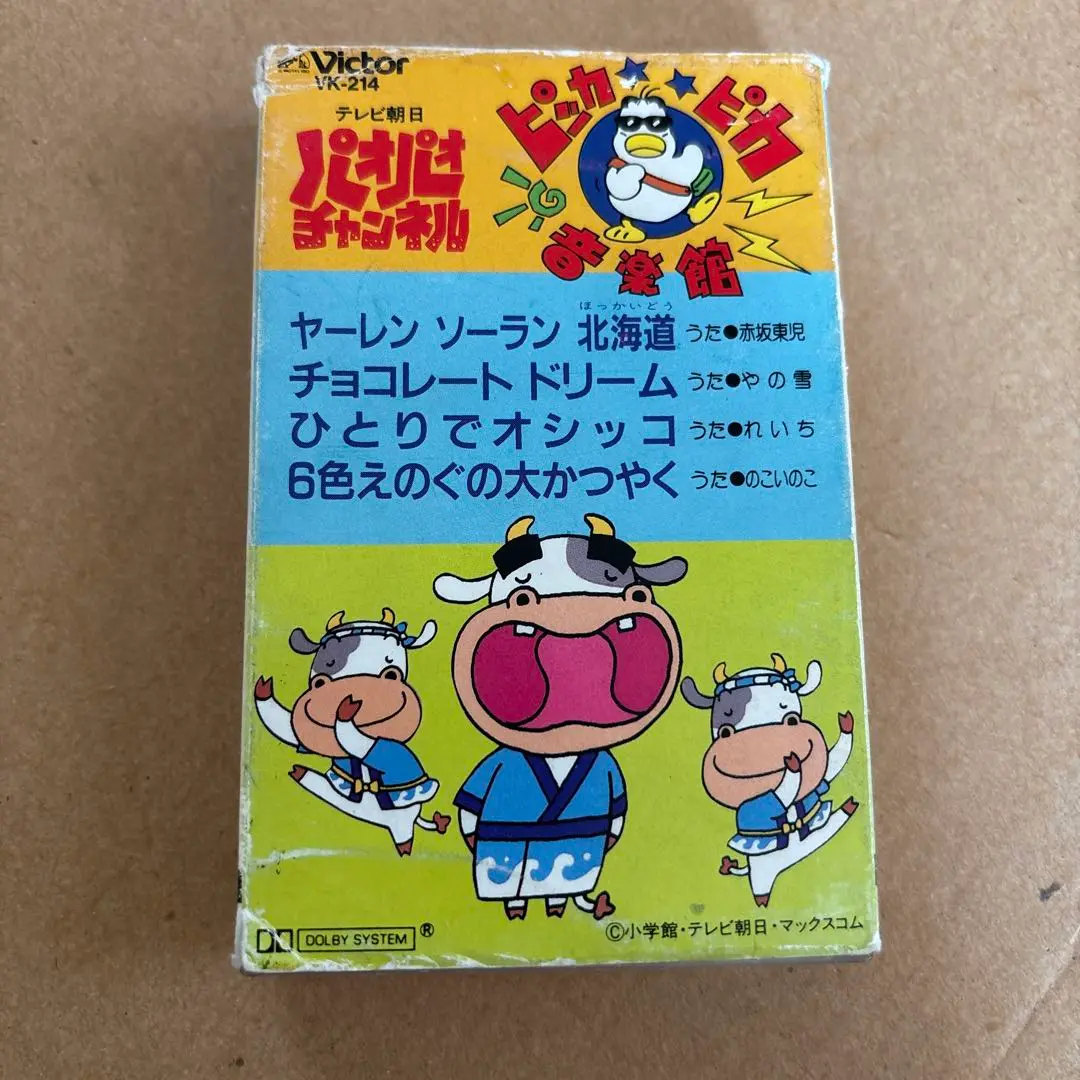 Victor
VK-214
テレビ朝日
パオパオ
チャンネル
ピッカピカ
音楽館
ほっかいどう
ヤーレン ソーラン 北海道 うた●赤坂東児
チョコレート ドリーム うた●やの雪
ひとりでオシッコ うた●れいち
6色えのぐの大かつやく うた●のこいのこ
DOLBY SYSTEM ®
©小学館・テレビ朝日・マックスコム